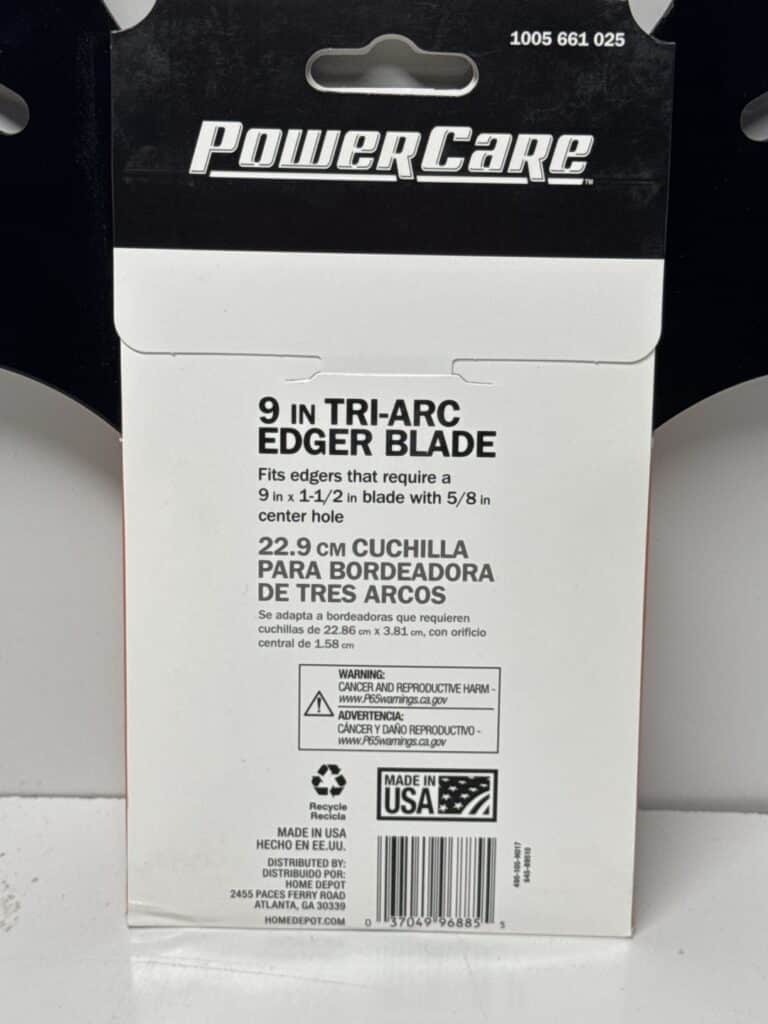 1005 661 025
PowerCare™
9 IN TRI-ARC
EDGER BLADE
Fits edgers that require a
9 in x 1-1/2 in blade with 5/8 in
center hole
22.9 CM CUCHILLA
PARA BORDEADORA
DE TRES ARCOS
Se adapta a bordeadoras que requieren
cuchillas de 22.86 cm x 3.81 cm, con orificio
central de 1.58 cm
WARNING:
CANCER AND REPRODUCTIVE HARM -
www.P65warnings.ca.gov
ADVERTENCIA:
CÁNCER Y DAÑO REPRODUCTIVO -
www.P65warnings.ca.gov
Recycle
Recicla
MADE IN
USA
MADE IN USA
HECHO EN EE.UU.
DISTRIBUTED BY:
DISTRIBUIDO POR:
HOME DEPOT
2455 PACES FERRY ROAD
ATLANTA, GA 30339
HOMEDEPOT.COM
0 37049 96885 5